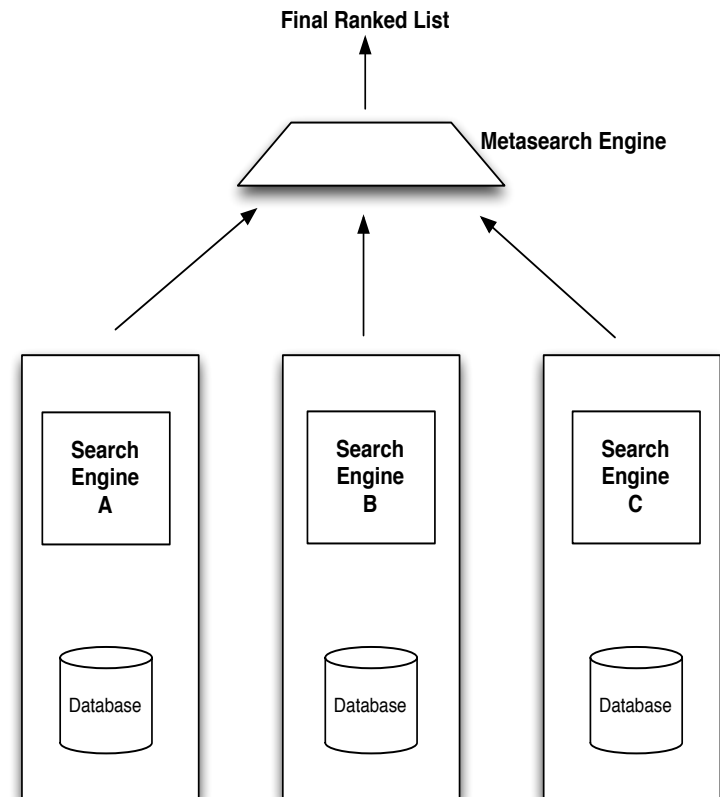 Final Ranked List
Metasearch Engine
Search
Engine
A
Search
Engine
B
Search
Engine
C
Database
Database
Database